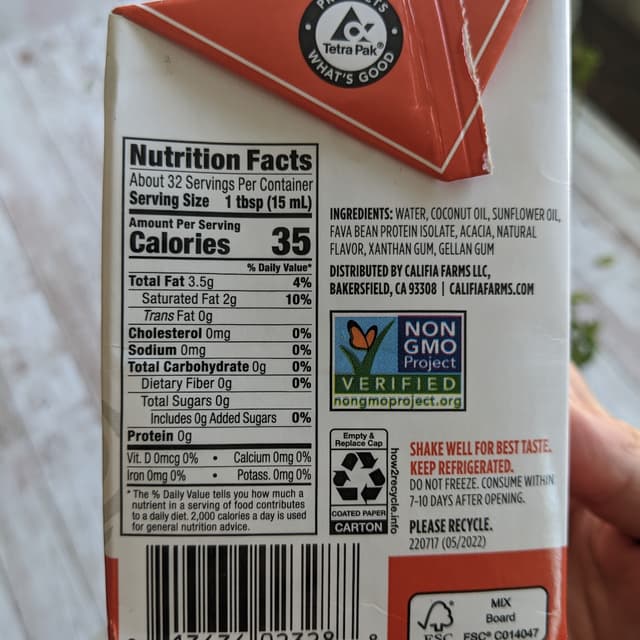 Tetra Pak®
WHAT'S GOOD
Nutrition Facts
About 32 Servings Per Container
Serving Size 1 tbsp (15 mL)
Amount Per Serving
Calories 35
% Daily Value*
Total Fat 3.5g 4%
Saturated Fat 2g 10%
Trans Fat 0g
Cholesterol 0mg 0%
Sodium 0mg 0%
Total Carbohydrate 0g 0%
Dietary Fiber 0g 0%
Total Sugars 0g
Includes 0g Added Sugars 0%
Protein 0g
Vit. D 0mcg 0% • Calcium 0mg 0%
Iron 0mg 0% • Potass. 0mg 0%
* The % Daily Value tells you how much a
nutrient in a serving of food contributes
to a daily diet. 2,000 calories a day is used
for general nutrition advice.
INGREDIENTS: WATER, COCONUT OIL, SUNFLOWER OIL,
FAVA BEAN PROTEIN ISOLATE, ACACIA, NATURAL
FLAVOR, XANTHAN GUM, GELLAN GUM
DISTRIBUTED BY CALIFIA FARMS LLC,
BAKERSFIELD, CA 93308 | CALIFIAFARMS.COM
NON
GMO
Project
VERIFIED
nongmoproject.org
Empty &
Replace Cap
COATED PAPER
CARTON
how2recycle.info
SHAKE WELL FOR BEST TASTE.
KEEP REFRIGERATED.
DO NOT FREEZE. CONSUME WITHIN
7-10 DAYS AFTER OPENING.
PLEASE RECYCLE.
220717 (05/2022)
MIX
Board
FSC® C014047
FSC